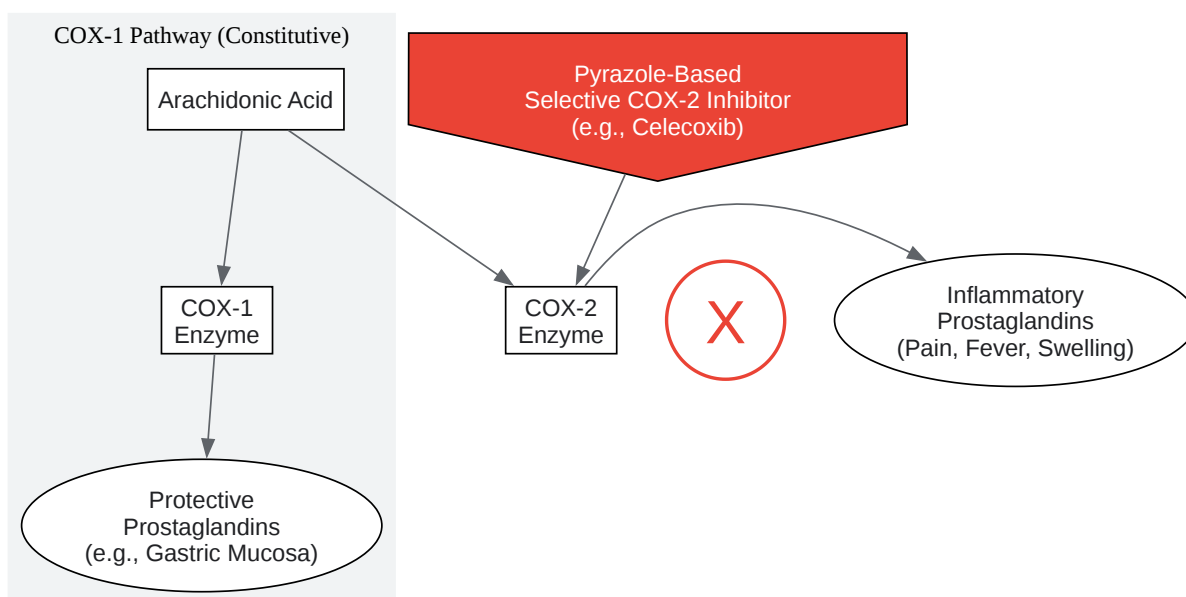 COX-1 Pathway (Constitutive)
Arachidonic Acid
Pyrazole-Based
Selective COX-2 Inhibitor
(e.g., Celecoxib)
COX-1
Enzyme
COX-2
Enzyme
X
Inflammatory
Prostaglandins
(Pain, Fever, Swelling)
Protective
Prostaglandins
(e.g., Gastric Mucosa)